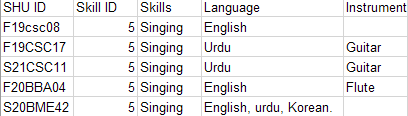 SHU ID Skill ID Skills Language Instrument
F19csc08 5 Singing English
F19CSC17 5 Singing Urdu Guitar
S21CSC11 5 Singing Urdu Guitar
F20BBA04 5 Singing English Flute
S20BME42 5 Singing English, urdu, Korean.